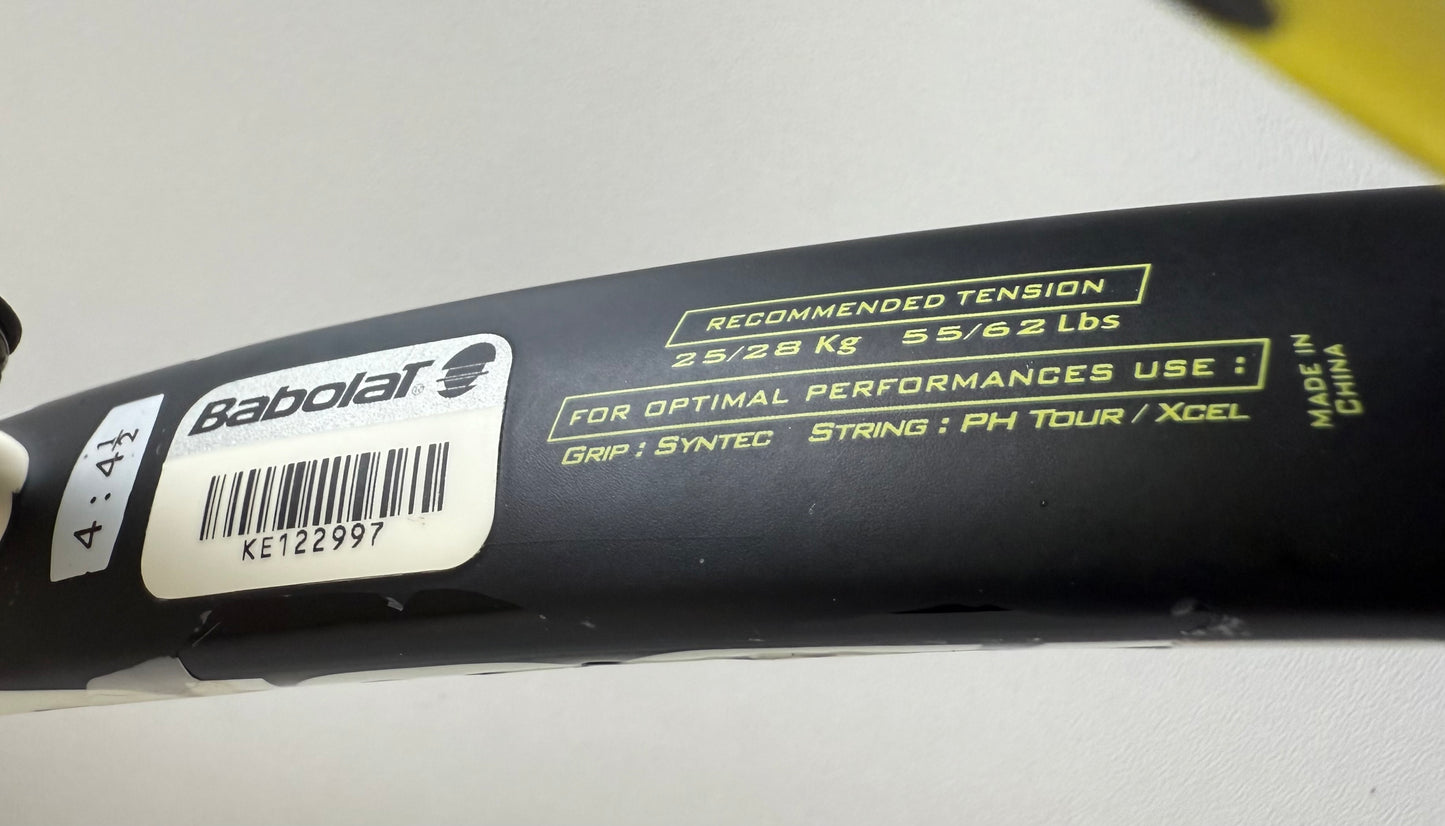 4 : 4½
Babolat
KE122997
RECOMMENDED TENSION
25/28 Kg 55/62 Lbs
FOR OPTIMAL PERFORMANCES USE :
GRIP : SYNTEC STRING : PH TOUR / XCEL
MADE IN
CHINA